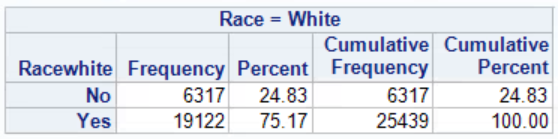 Race = White
Cumulative Cumulative
Racewhite Frequency Percent Frequency Percent
No 6317 24.83 6317 24.83
Yes 19122 75.17 25439 100.00